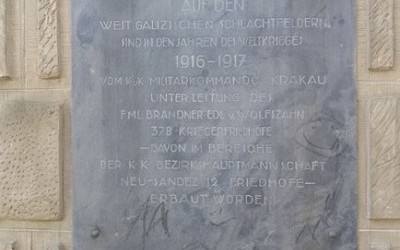 AUF DEN
WESTGALIZISCHEN SCHLACHTFELDERN
SIND IN DEN JAHREN DES WELTKRIEGES
1916–1917
VOM K.K. MILITÄRKOMMANDO KRAKAU
UNTER LEITUNG DES
FML BRANDNER EDL. v. WOLFZAHN
378 KRIEGERFRIEDHÖFE
—DAVON IM BEREICHE
DER K.K. BEZIRKSHAUPTMANNSCHAFT
NEU-SANDEZ 12 FRIEDHÖFE—
ERBAUT WORDEN